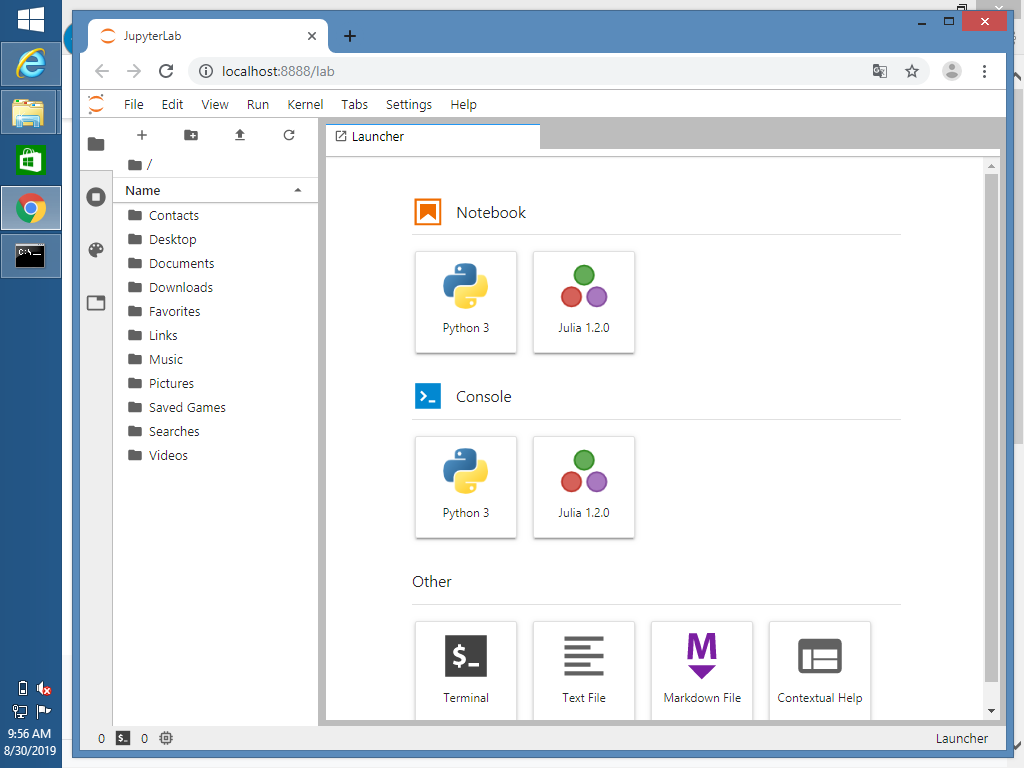 JupyterLab
localhost:8888/lab
File Edit View Run Kernel Tabs Settings Help
Launcher
/
Name
Contacts
Desktop
Documents
Downloads
Favorites
Links
Music
Pictures
Saved Games
Searches
Videos
Notebook
Python 3
Julia 1.2.0
Console
Python 3
Julia 1.2.0
Other
$_
M
Terminal
Text File
Markdown File
Contextual Help
0
0
Launcher
9:56 AM
8/30/2019